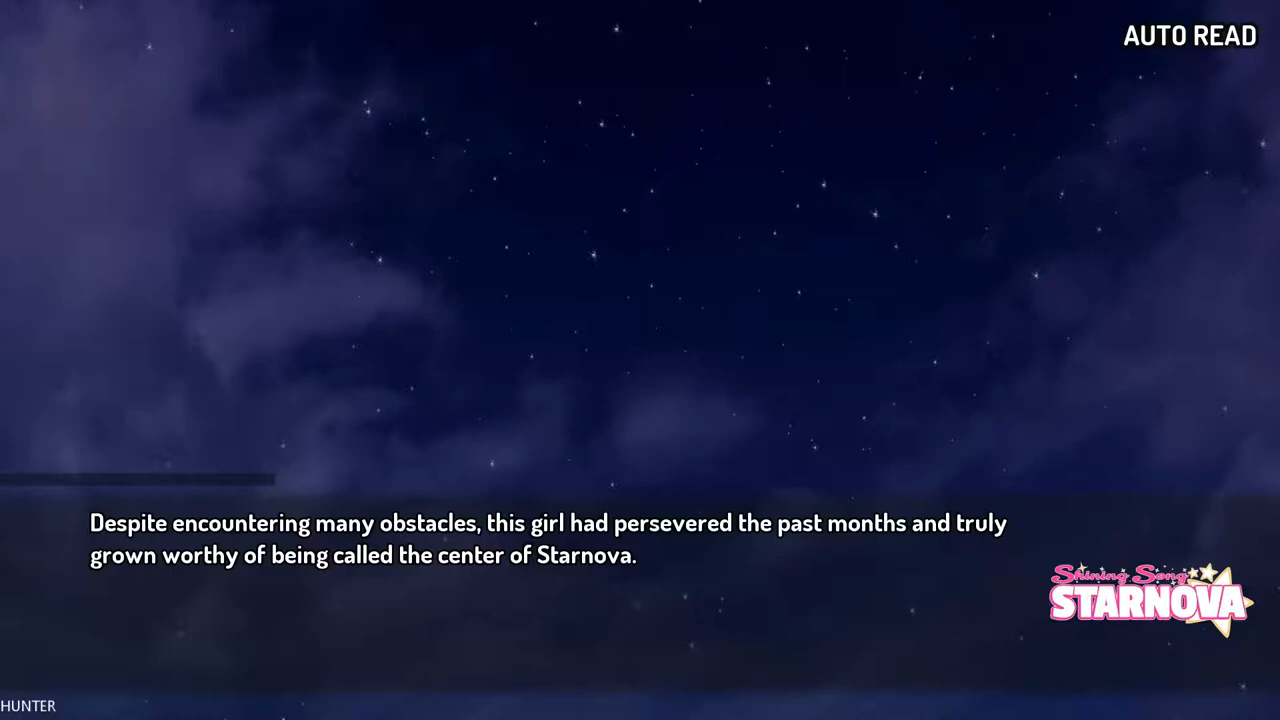 AUTO READ
Despite encountering many obstacles, this girl had persevered the past months and truly
grown worthy of being called the center of Starnova.
Shining Song
STARNOVA
HUNTER